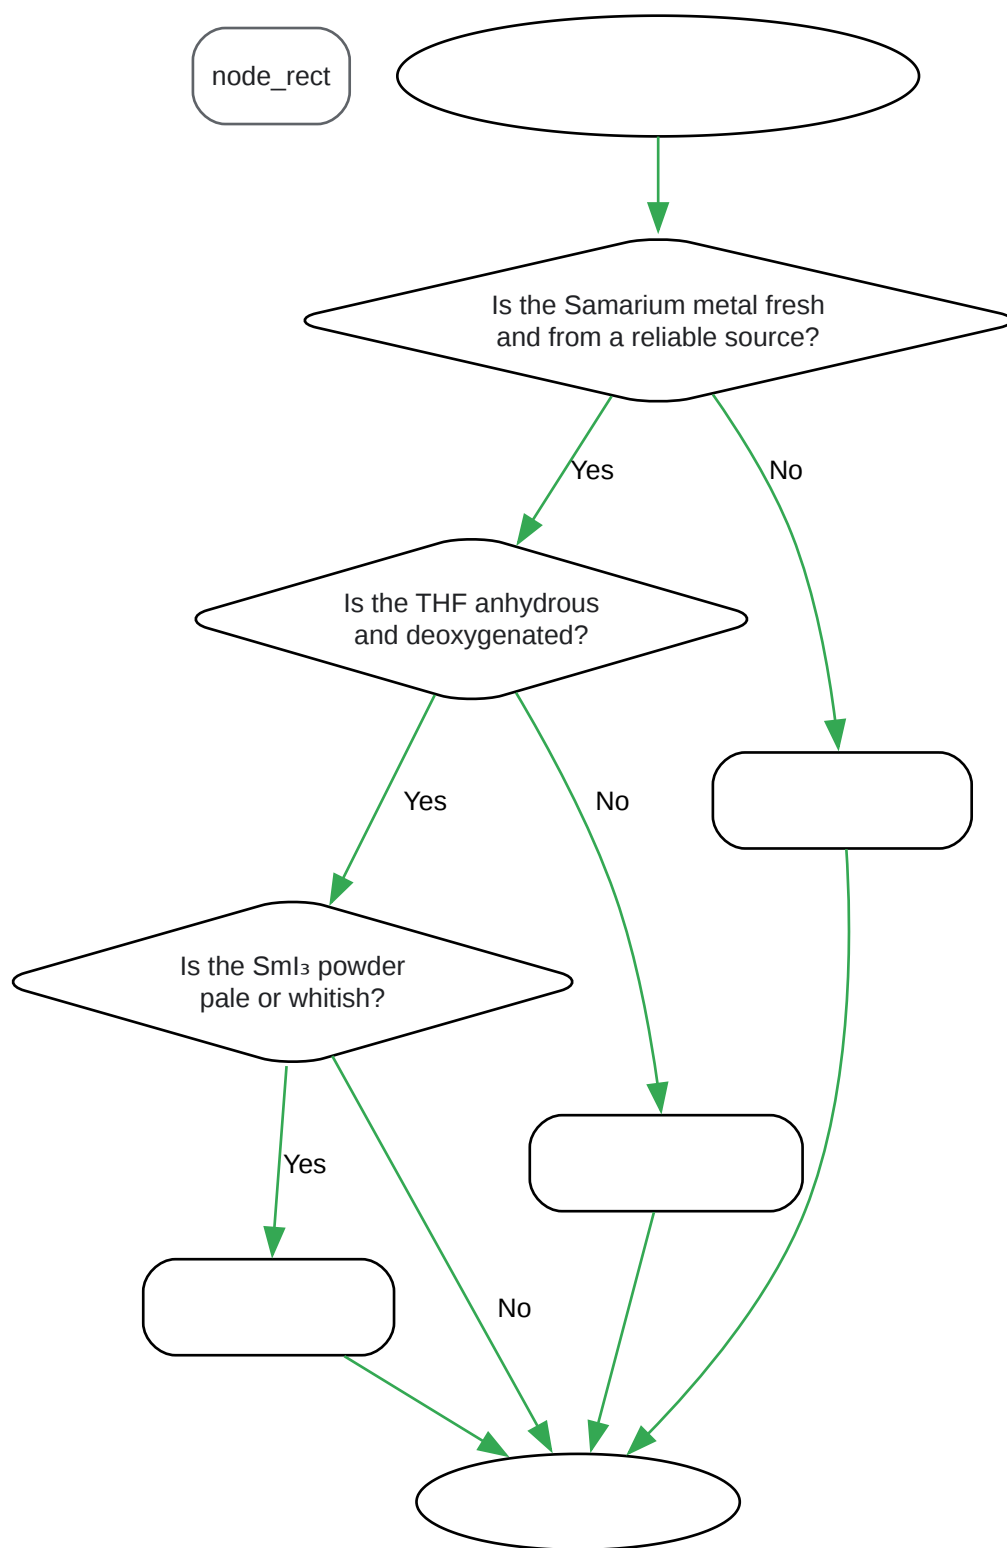 node_rect
Is the Samarium metal fresh
and from a reliable source?
Yes
No
Is the THF anhydrous
and deoxygenated?
Yes
No
Is the SmI₃ powder
pale or whitish?
Yes
No